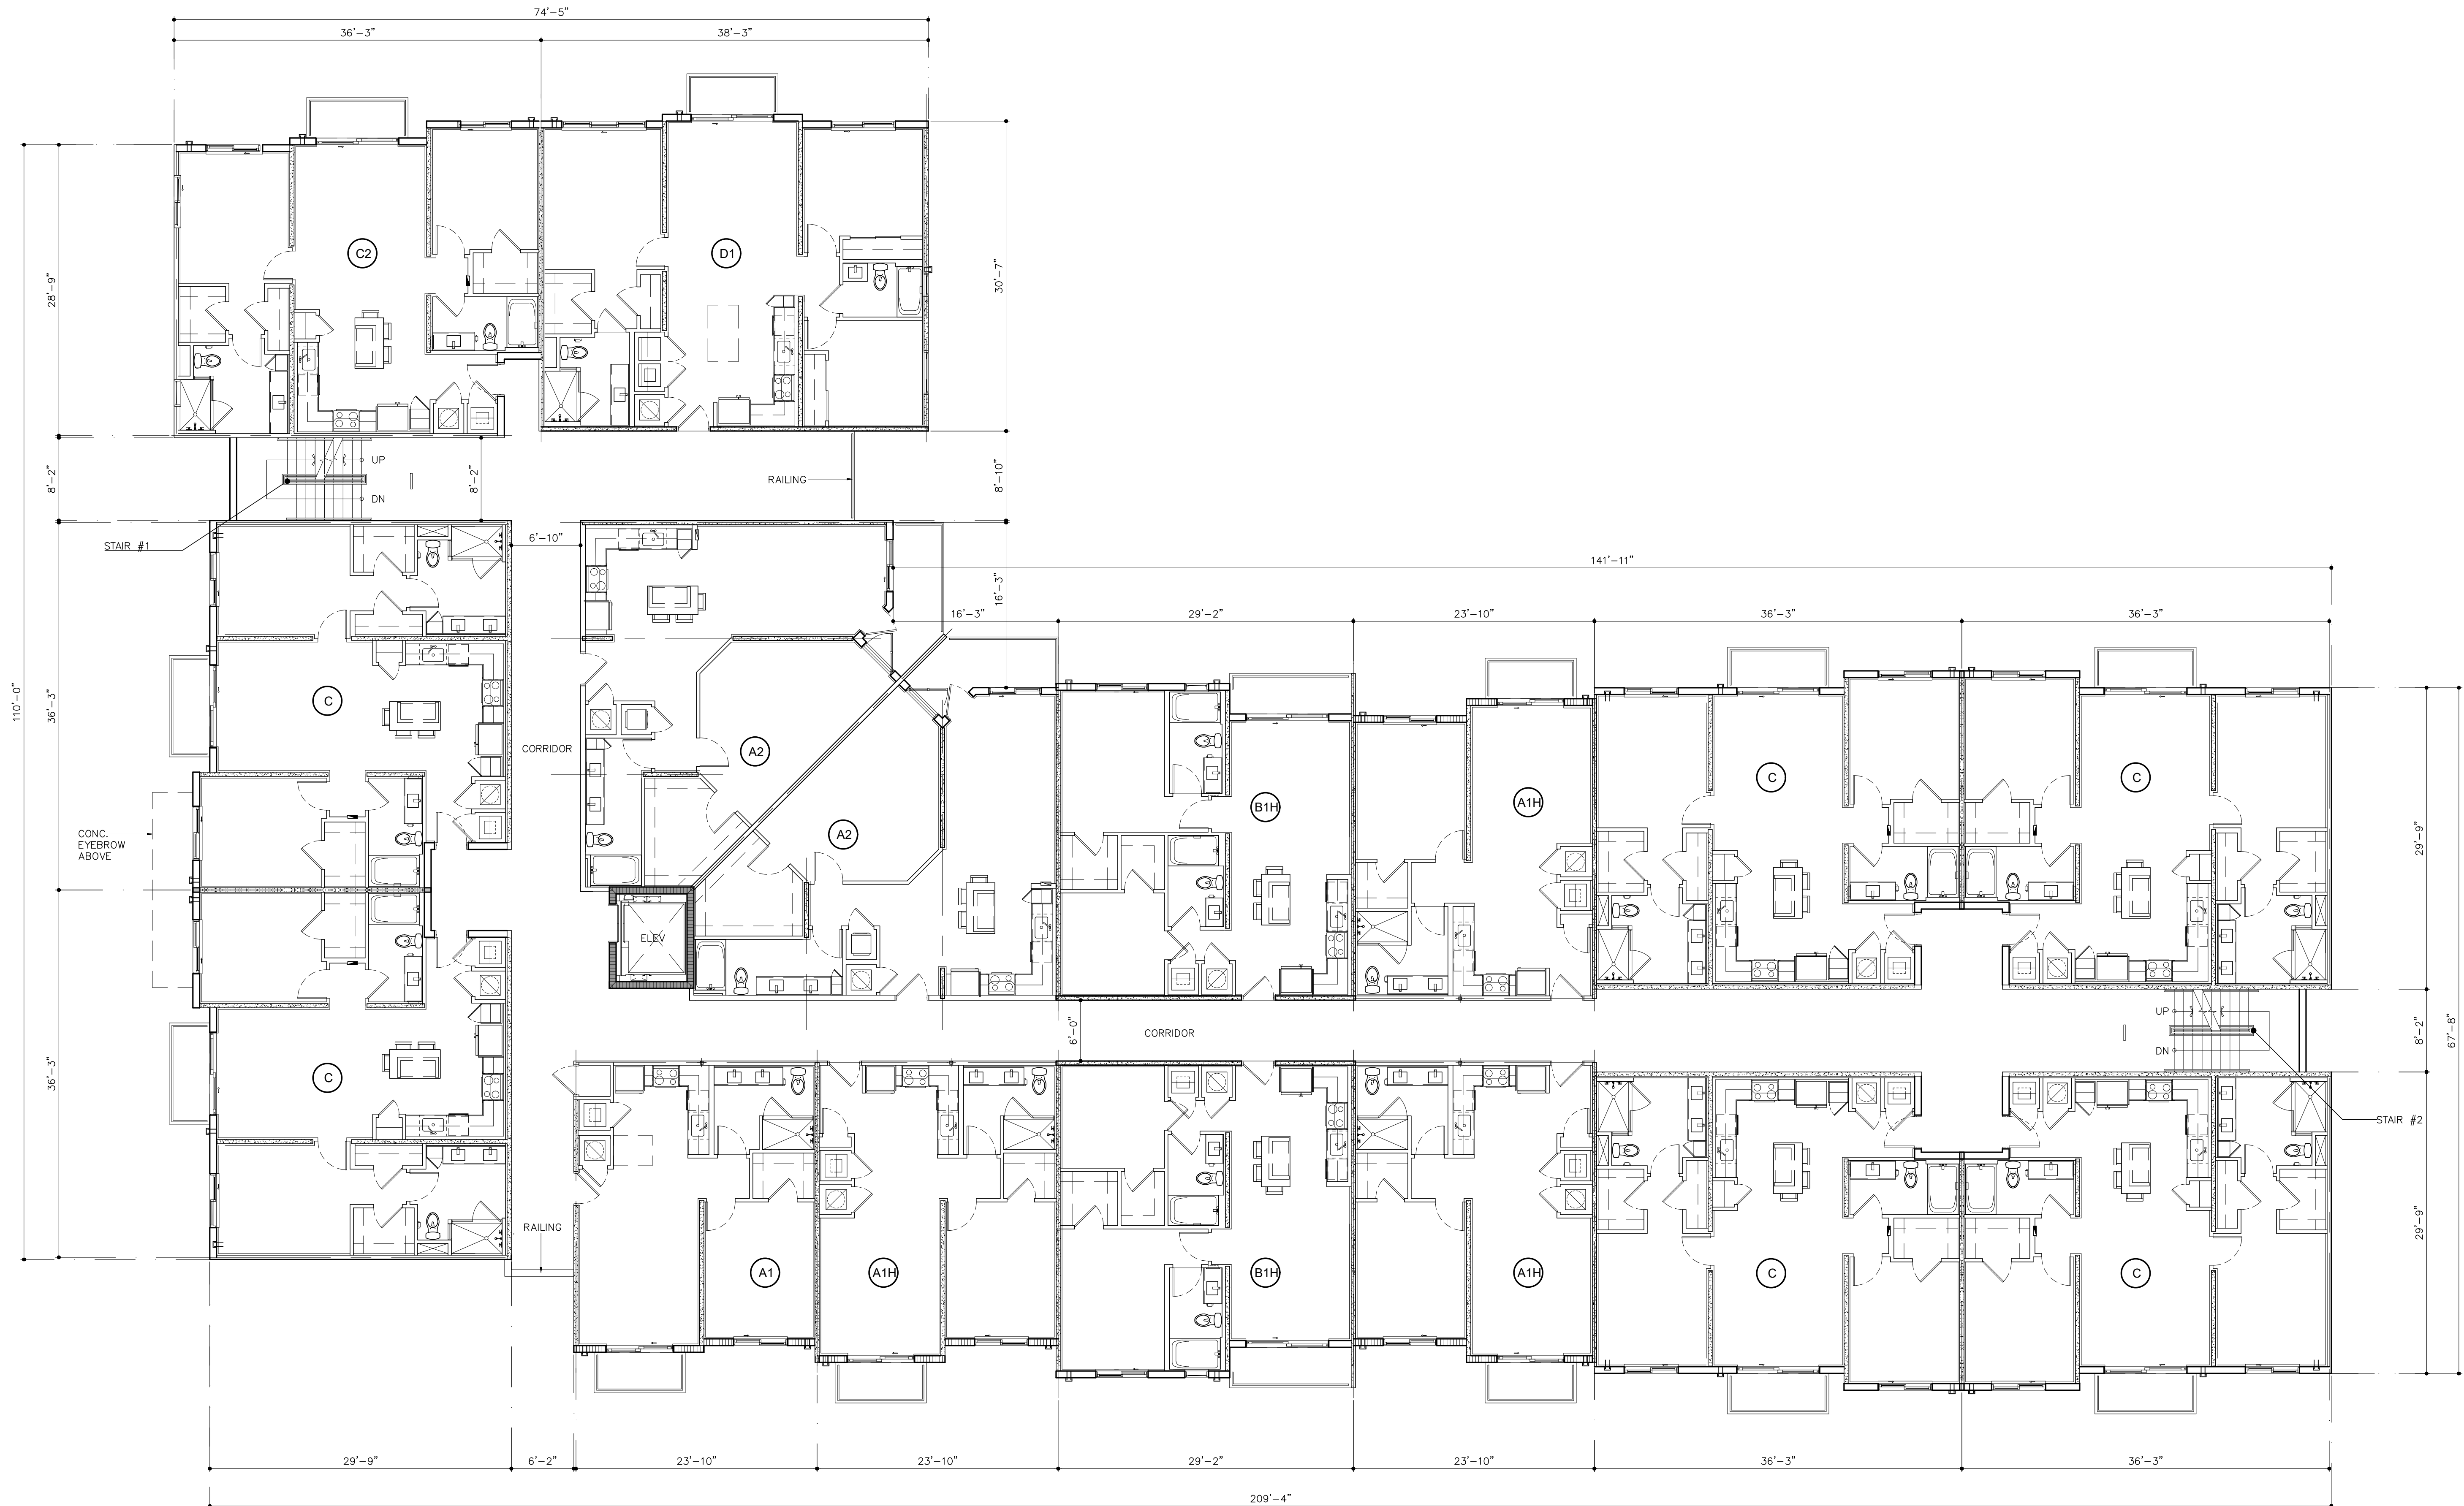 74'-5"
36'-3"
38'-3"
C2
D1
28'-9"
30'-7"
110'-0"
8'-2"
UP
DN
8'-2"
RAILING
8'-10"
STAIR #1
6'-10"
141'-11"
16'-3"
16'-3"
29'-2"
23'-10"
36'-3"
36'-3"
36'-3"
C
CORRIDOR
A2
A2
B1H
A1H
C
C
29'-9"
CONC.
EYEBROW
ABOVE
ELEV
6'-0"
CORRIDOR
UP
DN
8'-2"
67'-8"
36'-3"
C
STAIR #2
RAILING
A1
A1H
B1H
A1H
C
C
29'-9"
29'-9"
6'-2"
23'-10"
23'-10"
29'-2"
23'-10"
36'-3"
36'-3"
209'-4"